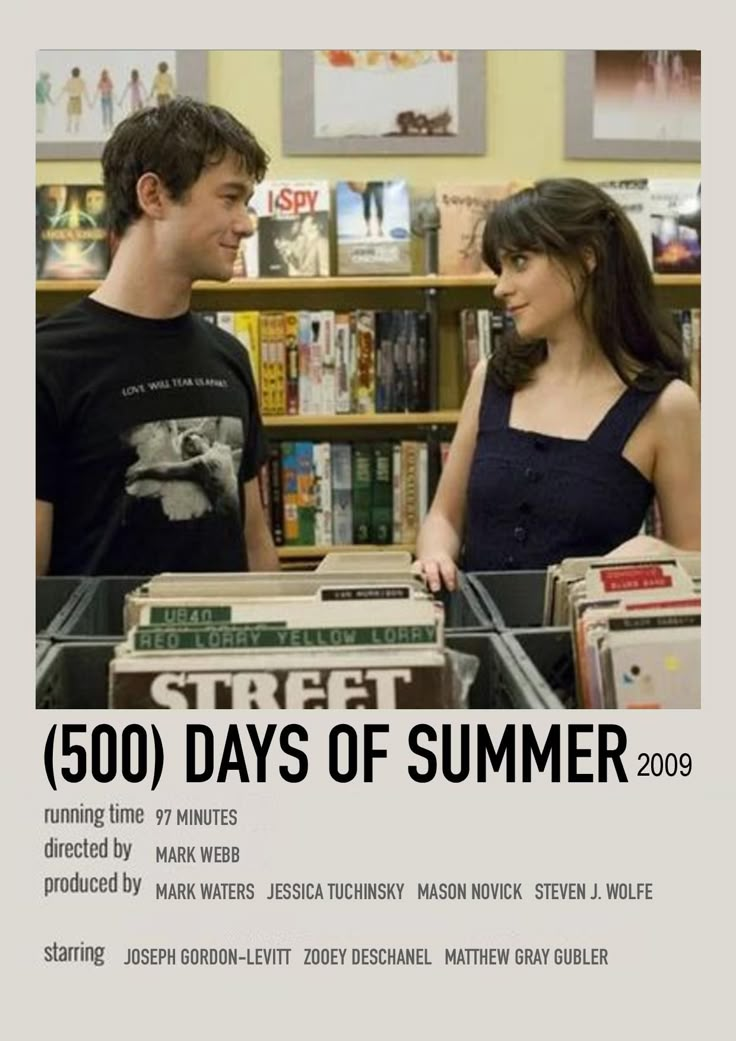 I SPY
LOVE WILL TEAR US APART
VAN MORRISON
UB40
RED LORRY YELLOW LORRY
STREET
BLACK SABBATH
(500) DAYS OF SUMMER 2009
running time 97 MINUTES
directed by MARK WEBB
produced by MARK WATERS JESSICA TUCHINSKY MASON NOVICK STEVEN J. WOLFE
starring JOSEPH GORDON-LEVITT ZOOEY DESCHANEL MATTHEW GRAY GUBLER